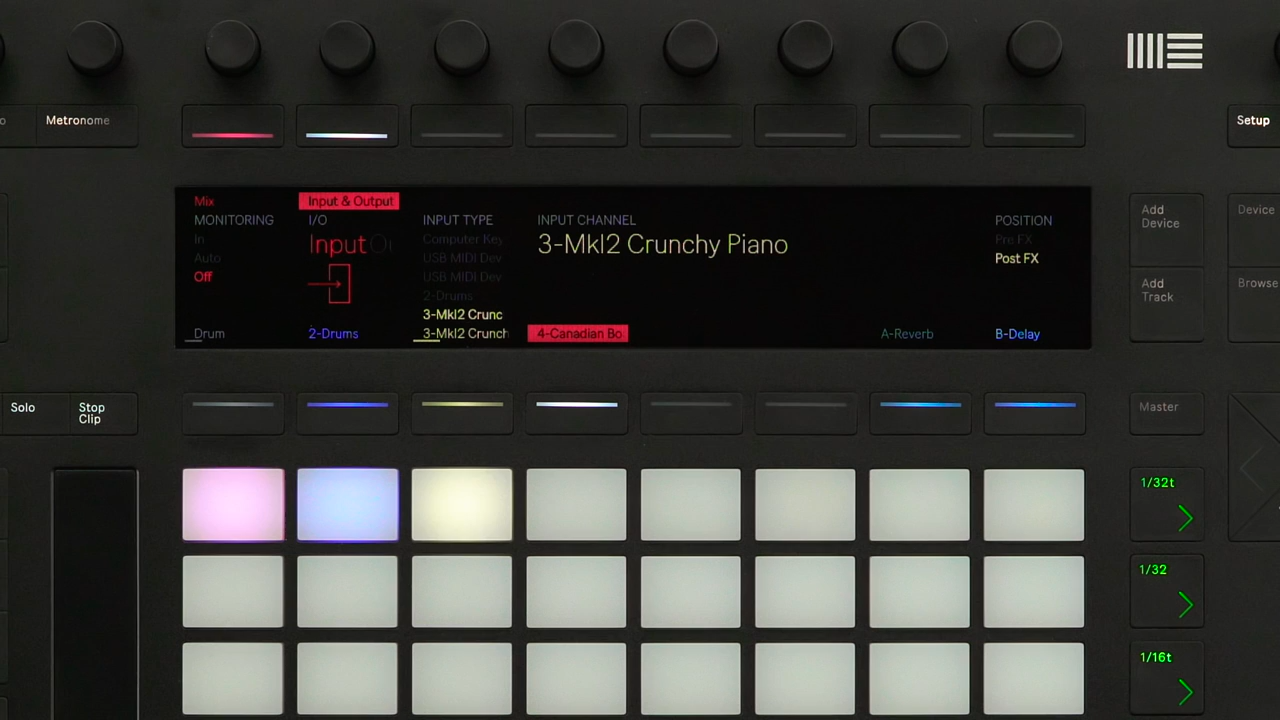 Metronome
Setup
Mix
Input & Output
MONITORING
I/O
INPUT TYPE
INPUT CHANNEL
POSITION
In
Auto
Off
Input
Computer Key
USB MIDI Dev
USB MIDI Dev
2-Drums
3-MkI2 Crunc
3-MkI2 Crunchy Piano
Pre FX
Post FX
Drum
2-Drums
3-MkI2 Crunch
4-Canadian Bo
A-Reverb
B-Delay
Add
Device
Add
Track
Device
Browse
Solo
Stop
Clip
Master
1/32t
1/32
1/16t